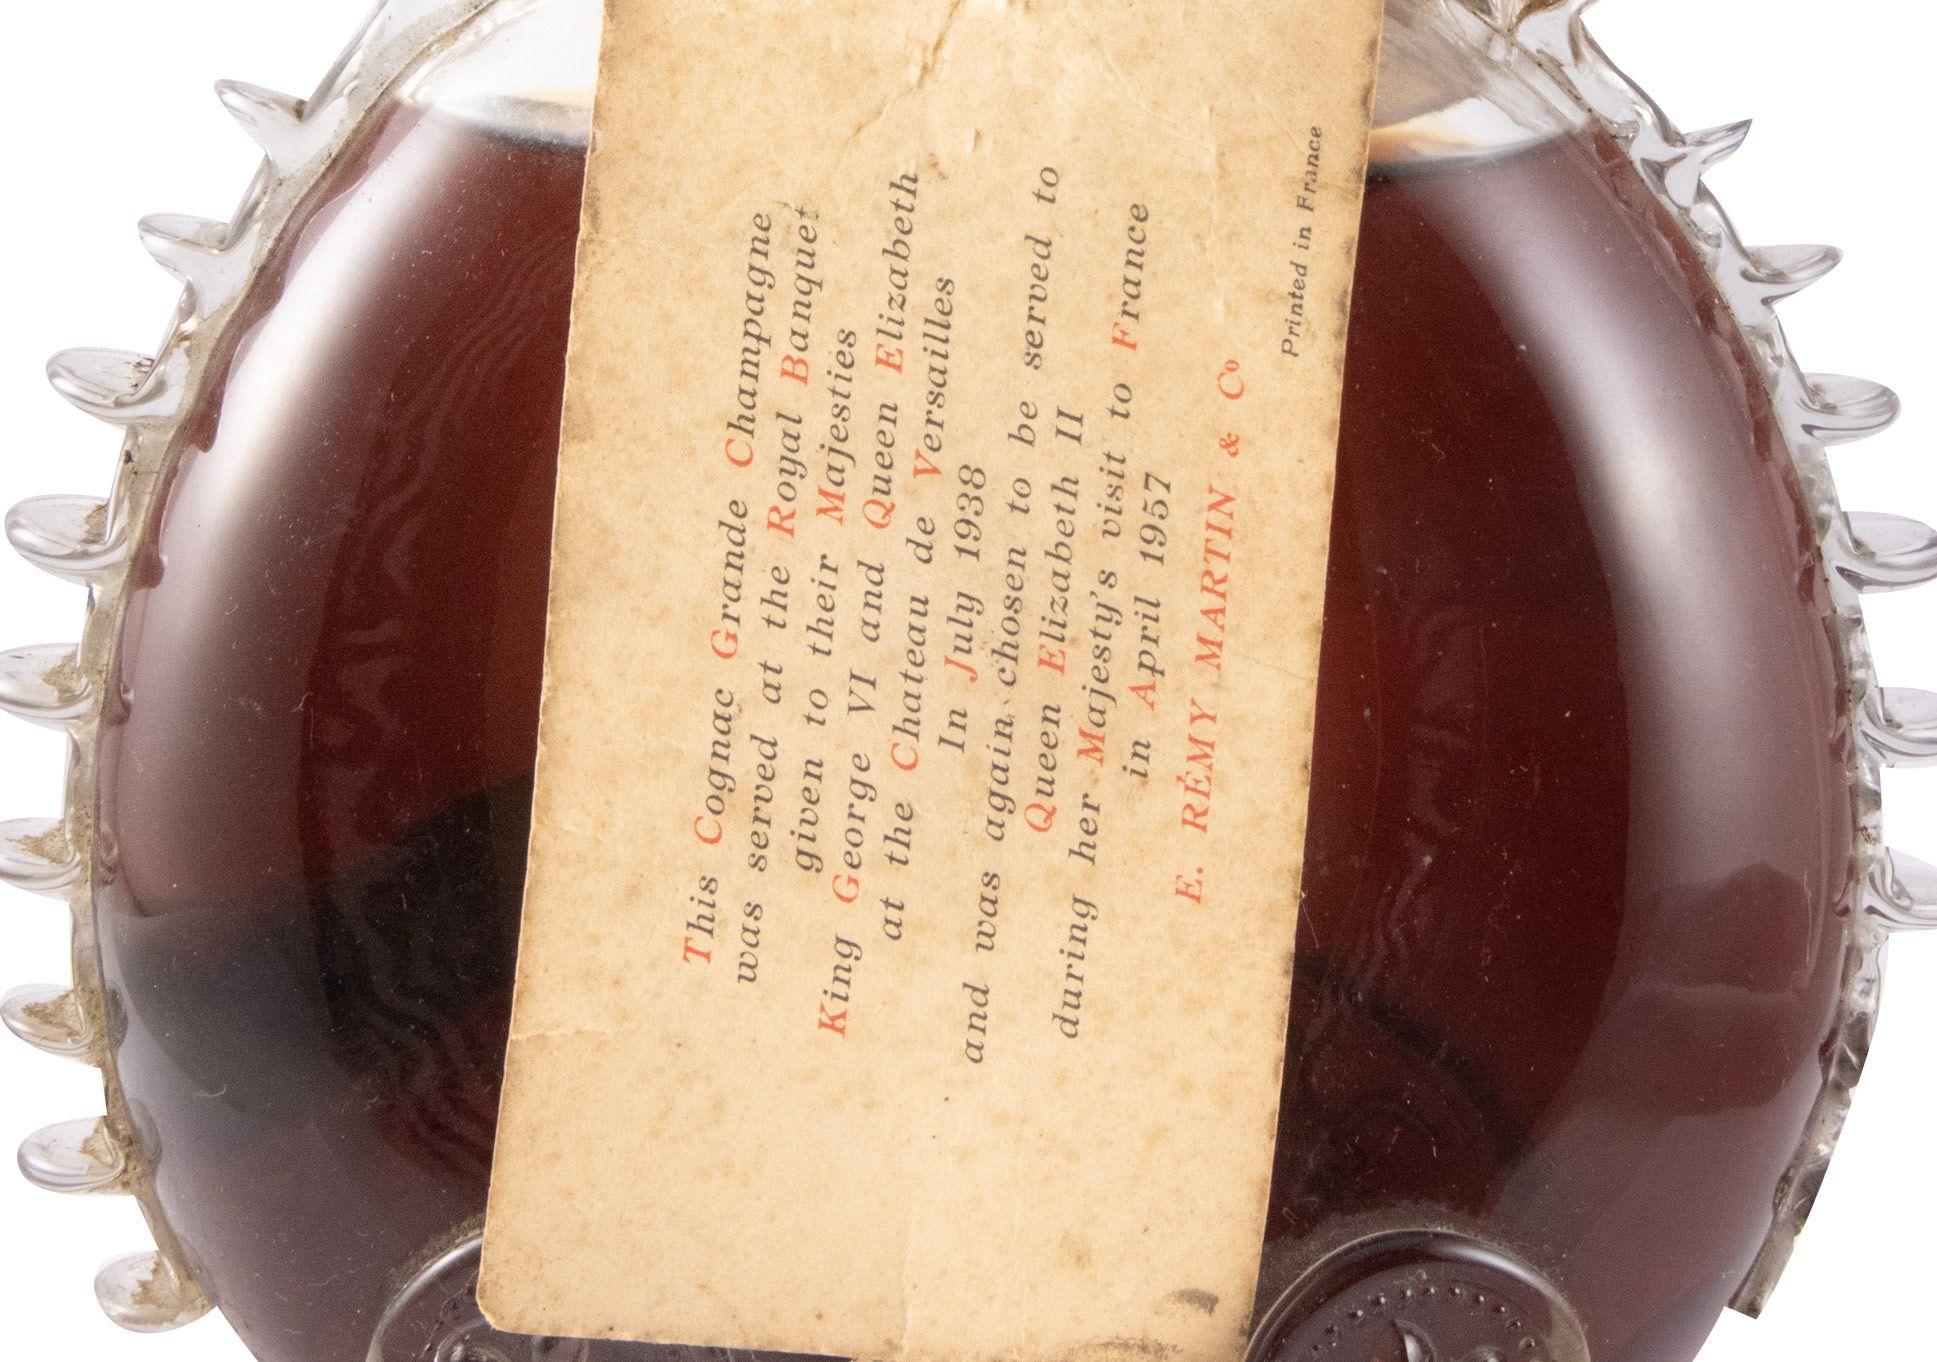 This Cognac Grande Champagne
was served at the Royal Banquet
given to their Majesties
King George VI and Queen Elizabeth
at the Chateau de Versailles
In July 1938
and was again chosen to be served to
Queen Elizabeth II
during her Majesty's visit to France
in April 1957
E. RÉMY MARTIN & Co
Printed in France